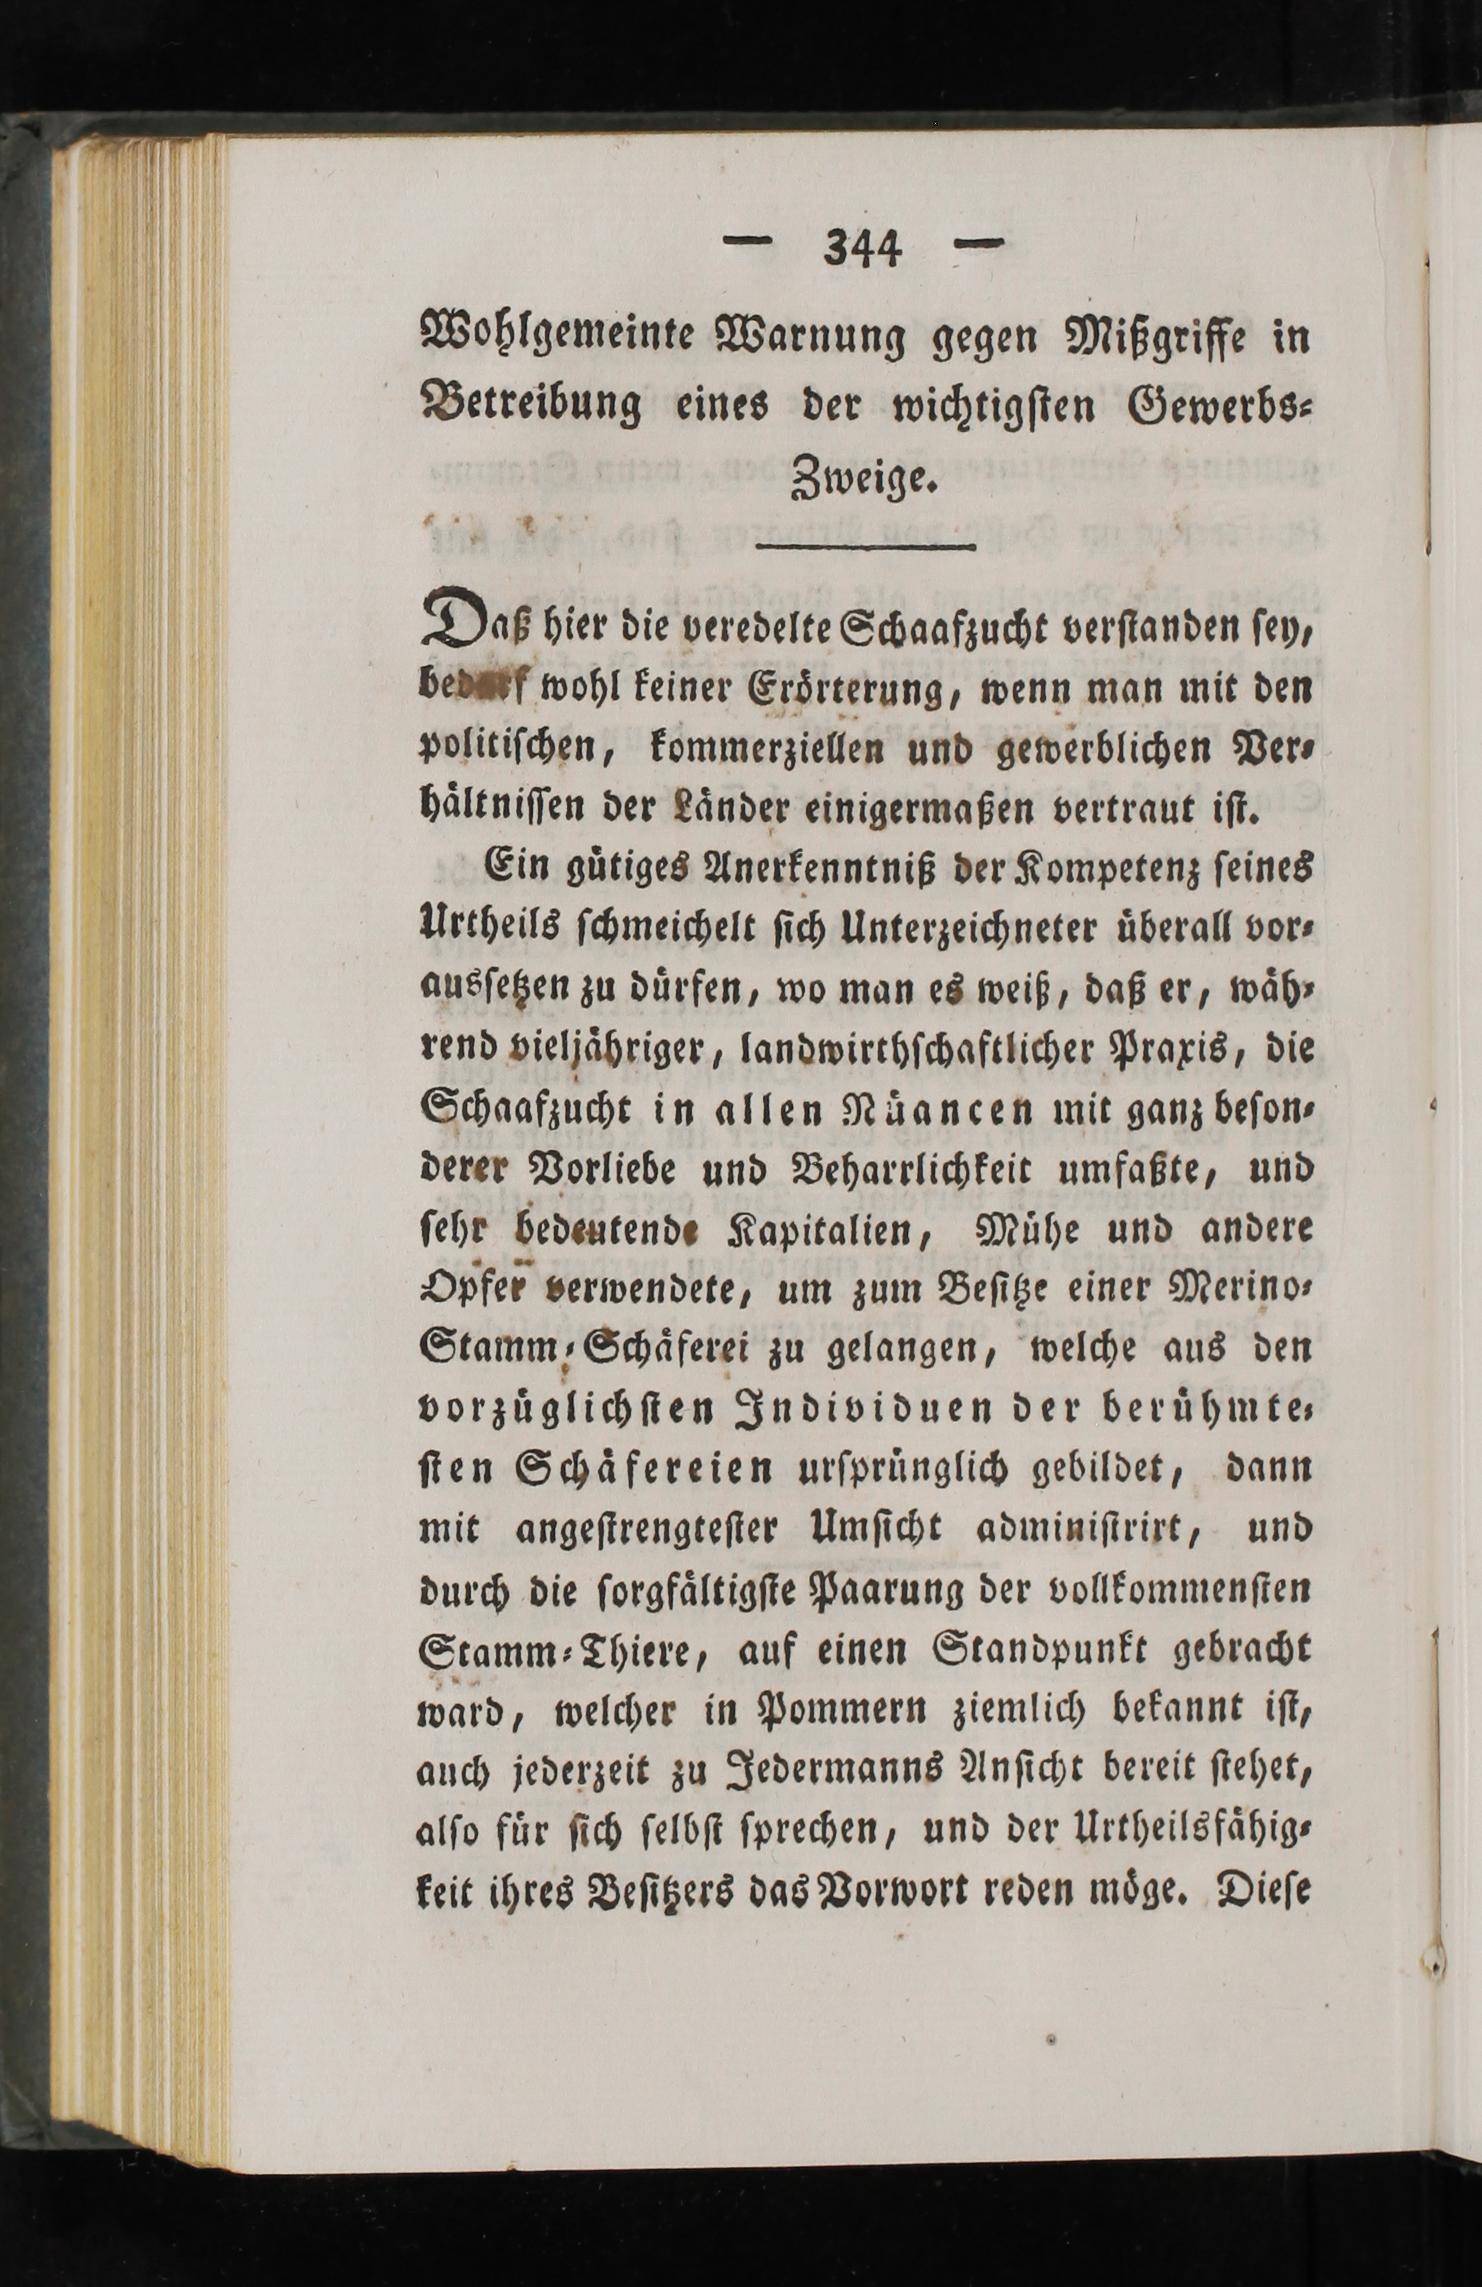 — 344 —
Wohlgemeinte Warnung gegen Mißgriffe in
Betreibung eines der wichtigſten Gewerbs⸗
Zweige.
Daß hier die veredelte Schaafzucht verſtanden ſey,
bedarf wohl keiner Erörterung, wenn man mit den
politiſchen, kommerziellen und gewerblichen Ver⸗
hältniſſen der Länder einigermaßen vertraut iſt.
Ein gütiges Anerkenntniß der Kompetenz ſeines
Urtheils ſchmeichelt ſich Unterzeichneter überall vor⸗
ausſetzen zu dürfen, wo man es weiß, daß er, wäh⸗
rend vieljähriger, landwirthſchaftlicher Praxis, die
Schaafzucht in allen Nüancen mit ganz beſon⸗
derer Vorliebe und Beharrlichkeit umfaßte, und
ſehr bedeutende Kapitalien, Mühe und andere
Opfer verwendete, um zum Beſitze einer Merino⸗
Stamm⸗Schäferei zu gelangen, welche aus den
vorzüglichſten Individuen der berühmte⸗
ſten Schäfereien urſprünglich gebildet, dann
mit angeſtrengteſter Umſicht adminiſtrirt, und
durch die ſorgfältigſte Paarung der vollkommenſten
Stamm⸗Thiere, auf einen Standpunkt gebracht
ward, welcher in Pommern ziemlich bekannt iſt,
auch jederzeit zu Jedermanns Anſicht bereit ſtehet,
alſo für ſich ſelbſt ſprechen, und der Urtheilsfähig⸗
keit ihres Beſitzers das Vorwort reden möge. Dieſe